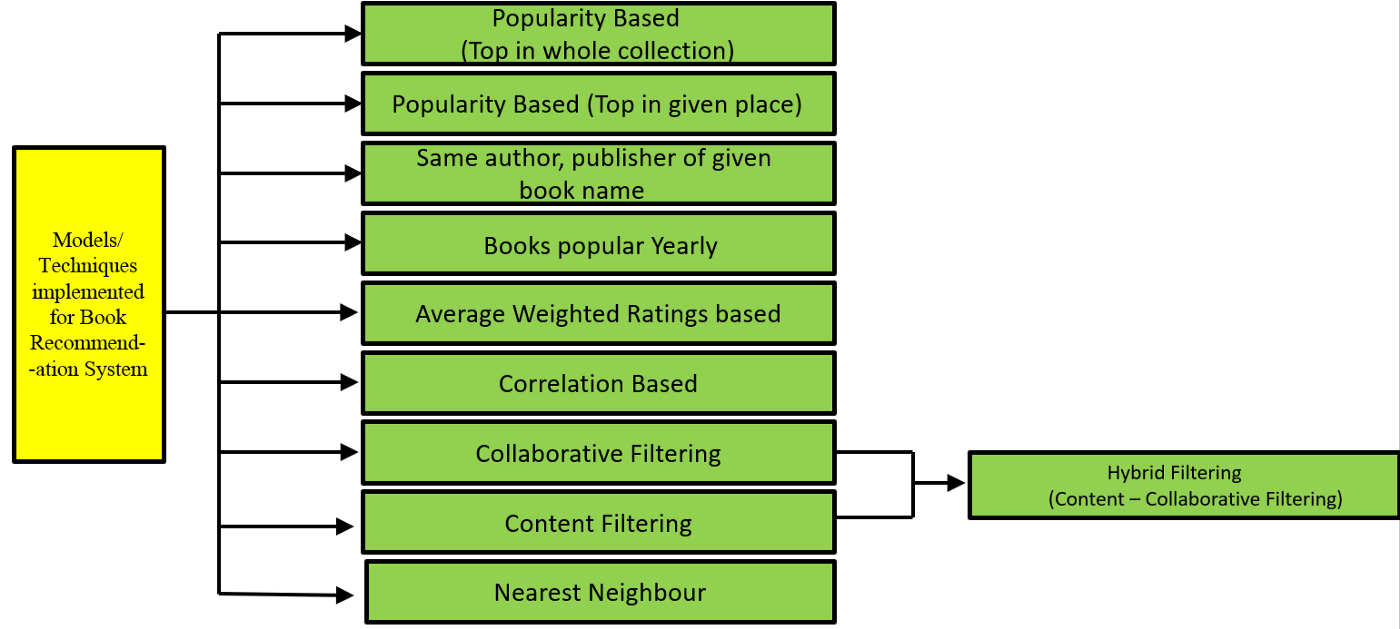 Popularity Based
(Top in whole collection)
Popularity Based (Top in given place)
Same author, publisher of given
book name
Books popular Yearly
Models/
Techniques
implemented
for Book
Recommend-
-ation System
Average Weighted Ratings based
Correlation Based
Collaborative Filtering
Content Filtering
Nearest Neighbour
Hybrid Filtering
(Content – Collaborative Filtering)